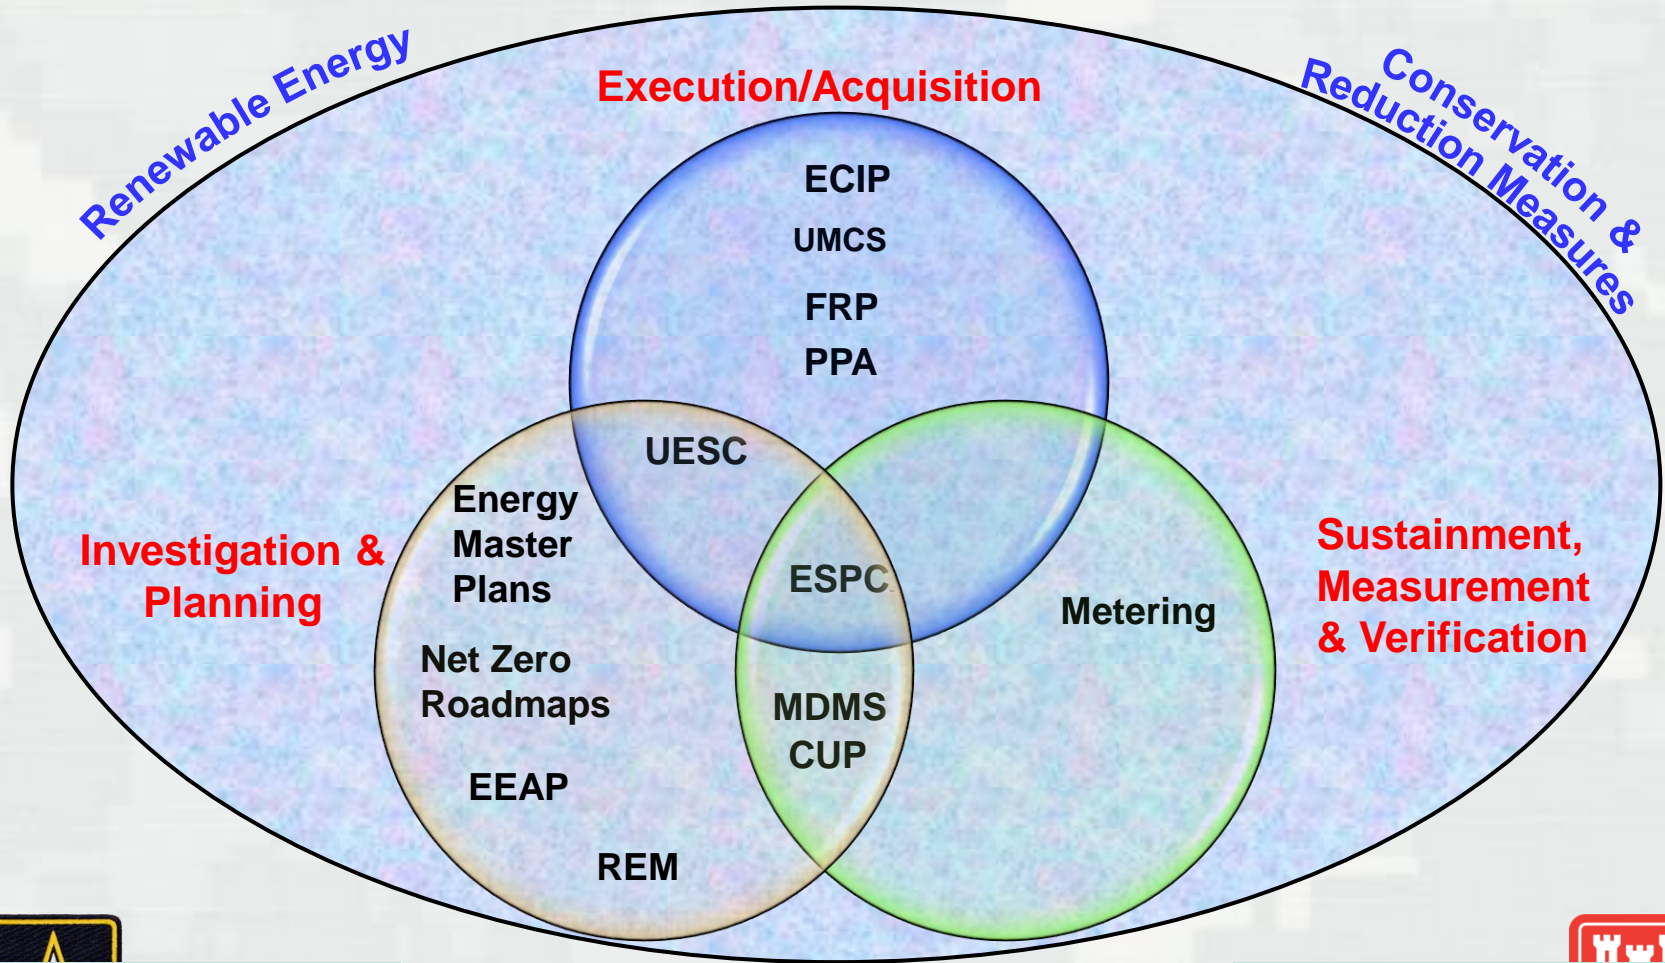 Renewable Energy
Conservation &
Reduction Measures
Execution/Acquisition
ECIP
UMCS
FRP
PPA
UESC
Energy
Master
Plans
Investigation &
Planning
ESPC
Metering
Sustainment,
Measurement
& Verification
Net Zero
Roadmaps
MDMS
CUP
EEAP
REM